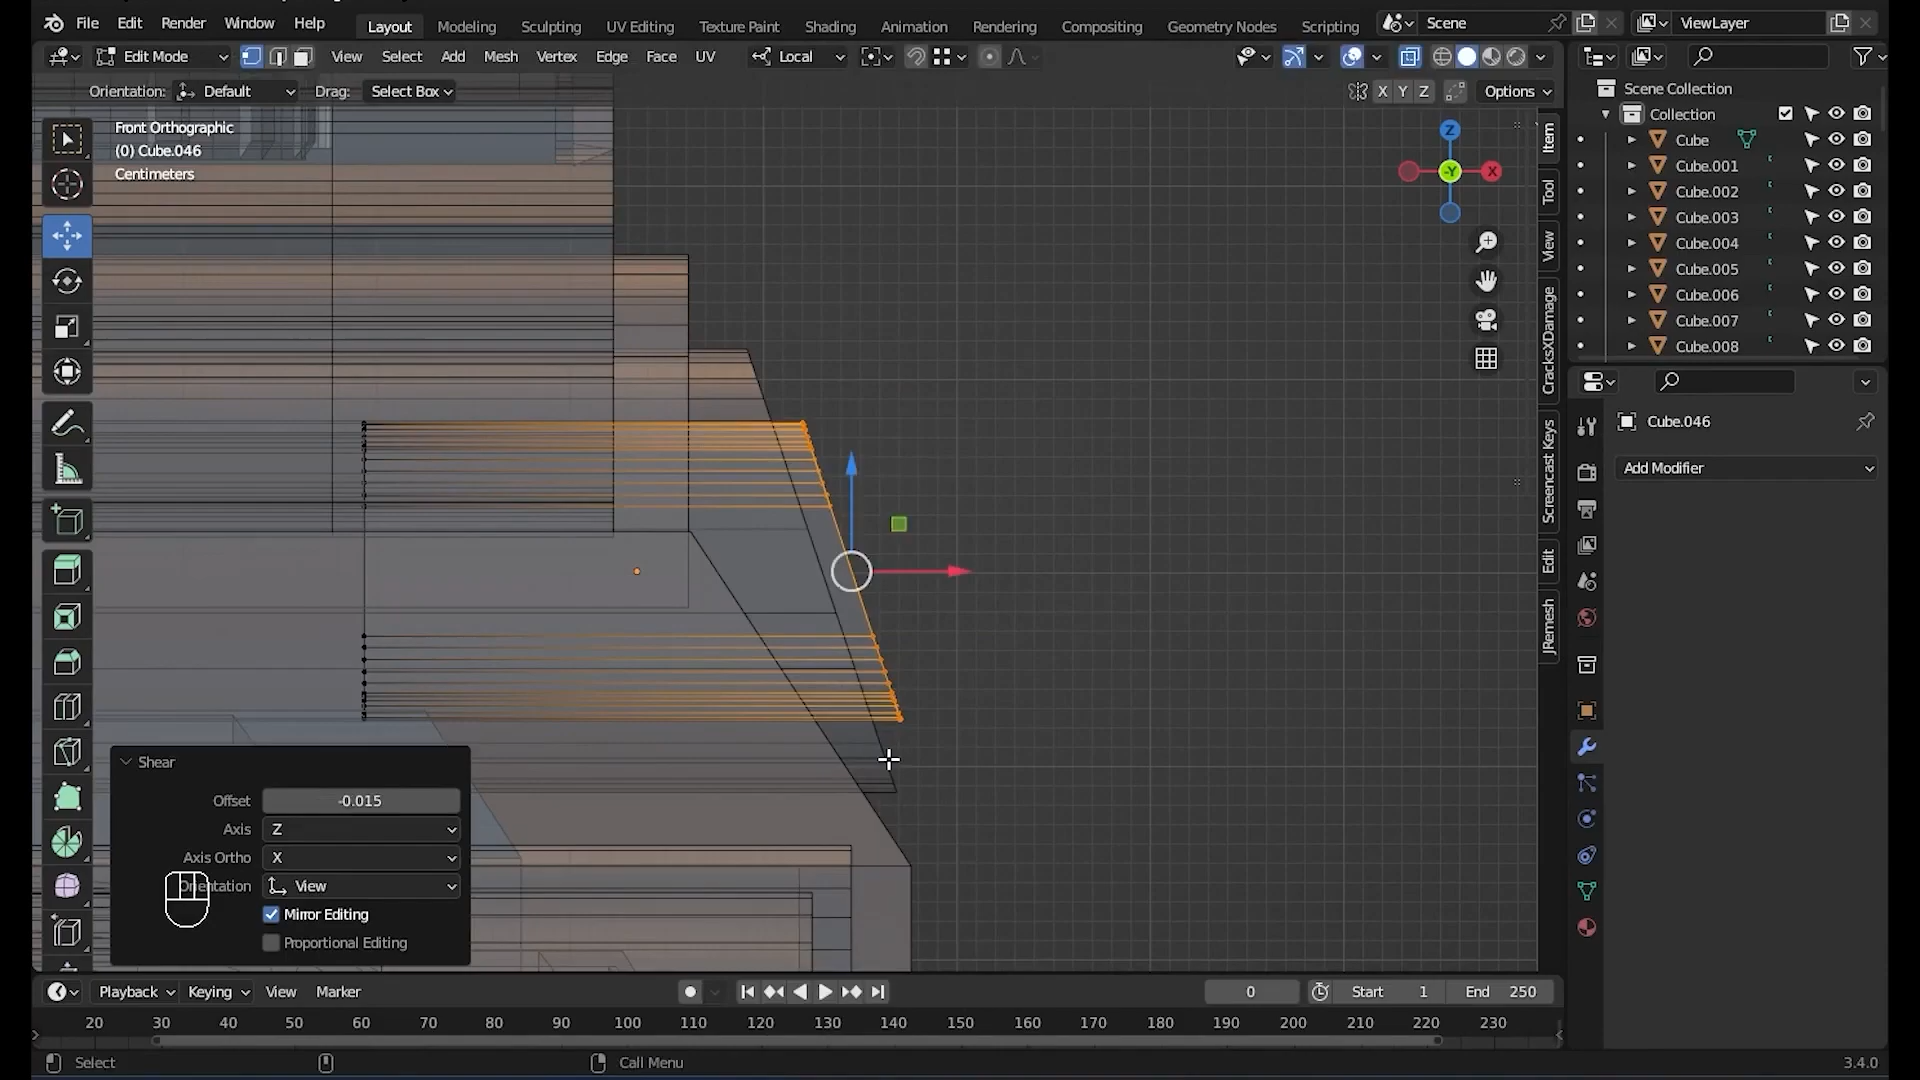 File Edit Render Window Help Layout Modeling Sculpting UV Editing Texture Paint Shading Animation Rendering Compositing Geometry Nodes Scripting Scene ViewLayer
Edit Mode View Select Add Mesh Vertex Edge Face UV Local
Orientation: Default Drag: Select Box X Y Z Options
Front Orthographic
(0) Cube.046
Centimeters
Z
-Y
X
Item
Tool
View
CracksXDamage
Screencast Keys
Edit
JRemesh
Scene Collection
Collection
Cube
Cube.001
Cube.002
Cube.003
Cube.004
Cube.005
Cube.006
Cube.007
Cube.008
Cube.046
Add Modifier
Shear
Offset -0.015
Axis Z
Axis Ortho X
Orientation View
Mirror Editing
Proportional Editing
Playback Keying View Marker 0 Start 1 End 250
20 30 40 50 60 70 80 90 100 110 120 130 140 150 160 170 180 190 200 210 220 230
Select Call Menu 3.4.0